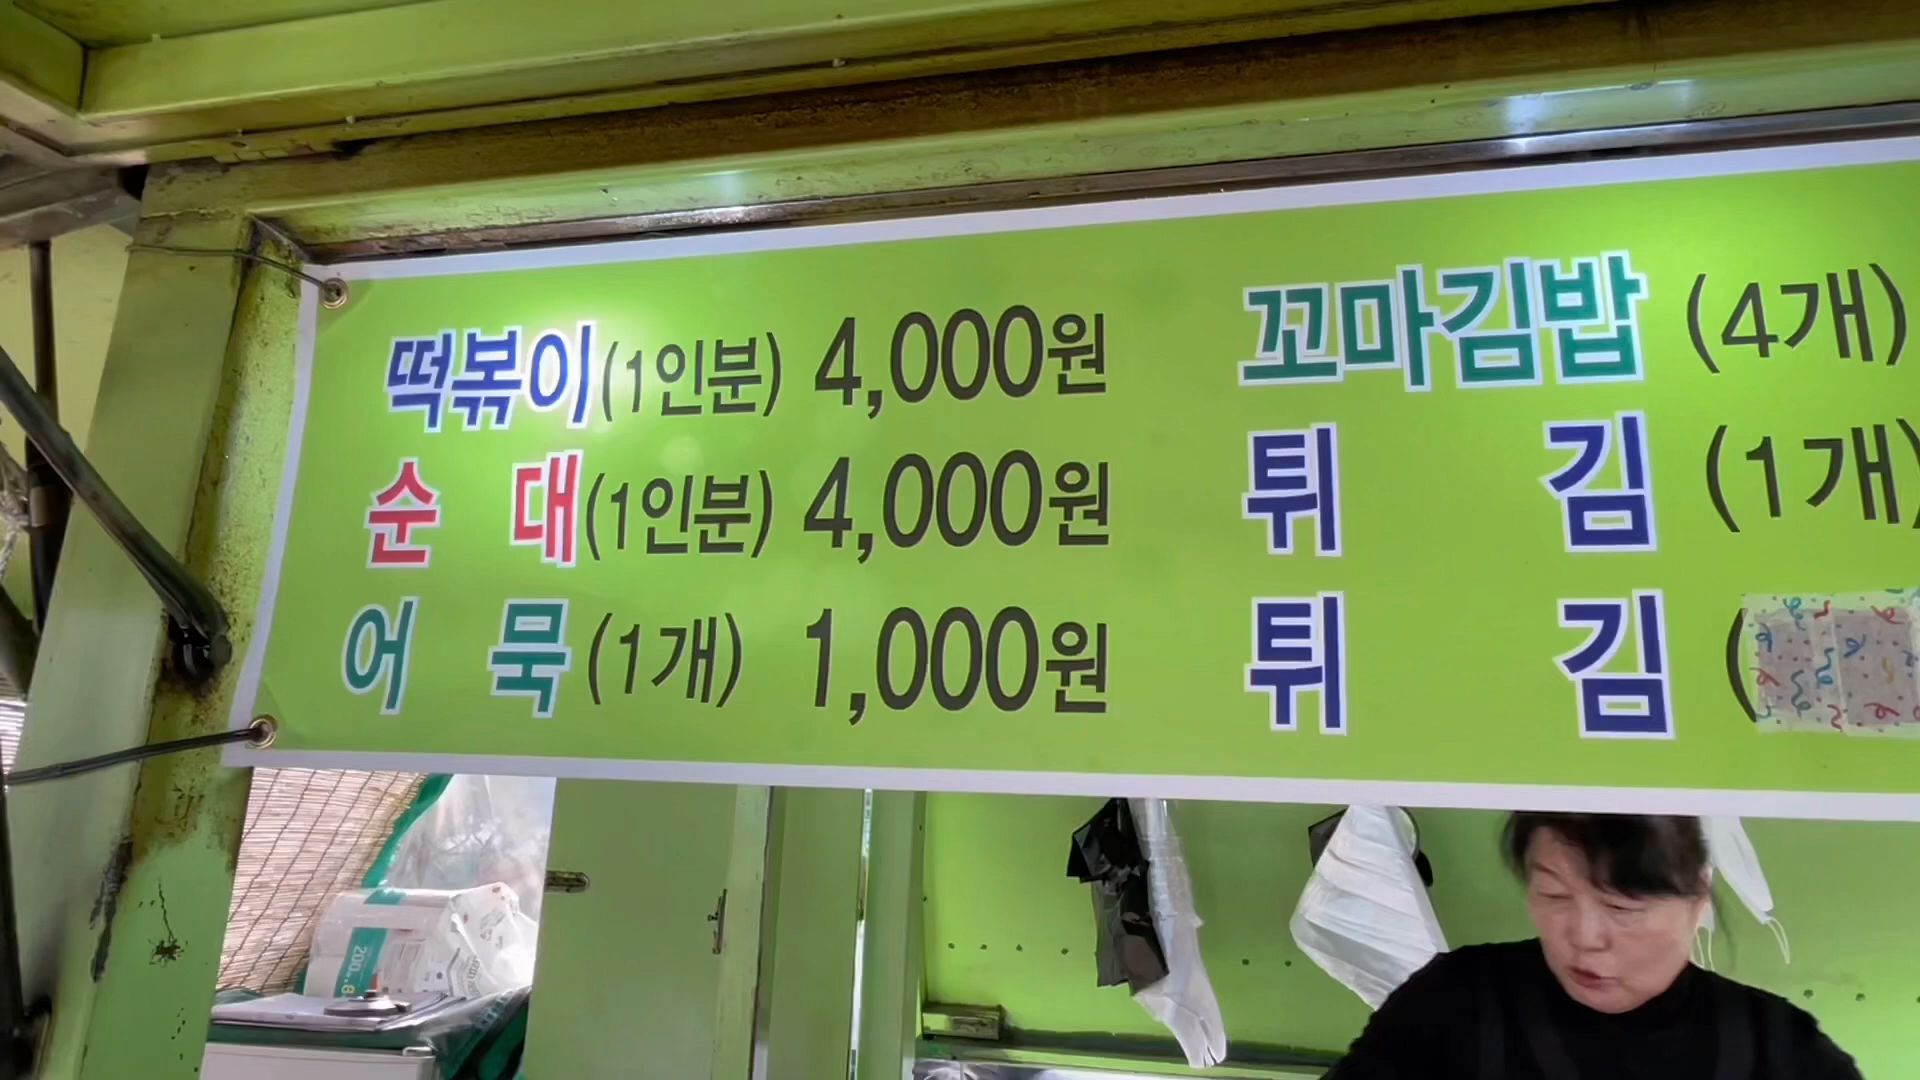 떡볶이(1인분) 4,000원
순 대(1인분) 4,000원
어 묵(1개) 1,000원
꼬마김밥 (4개)
튀 김 (1개)
튀 김 (
200